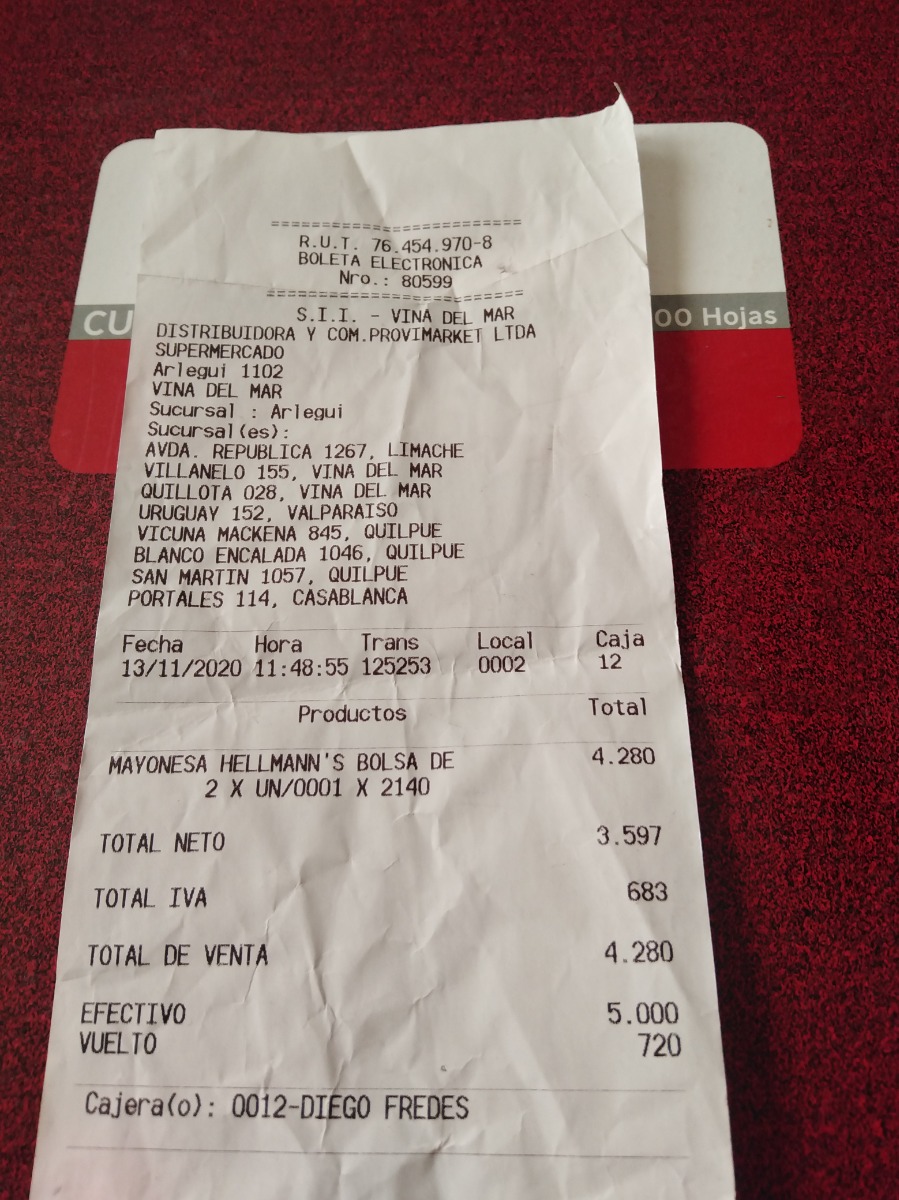 ========================
R.U.T. 76.454.970-8
BOLETA ELECTRONICA
Nro.: 80599
========================
S.I.I. - VINA DEL MAR
DISTRIBUIDORA Y COM.PROVIMARKET LTDA
SUPERMERCADO
Arlegui 1102
VINA DEL MAR
Sucursal : Arlegui
Sucursal(es):
AVDA. REPUBLICA 1267, LIMACHE
VILLANELO 155, VINA DEL MAR
QUILLOTA 028, VINA DEL MAR
URUGUAY 152, VALPARAISO
VICUNA MACKENA 845, QUILPUE
BLANCO ENCALADA 1046, QUILPUE
SAN MARTIN 1057, QUILPUE
PORTALES 114, CASABLANCA
Fecha Hora Trans Local Caja
13/11/2020 11:48:55 125253 0002 12
Productos Total
MAYONESA HELLMANN'S BOLSA DE 4.280
2 X UN/0001 X 2140
TOTAL NETO 3.597
TOTAL IVA 683
TOTAL DE VENTA 4.280
EFECTIVO 5.000
VUELTO 720
Cajera(o): 0012-DIEGO FREDES
CU
00 Hojas